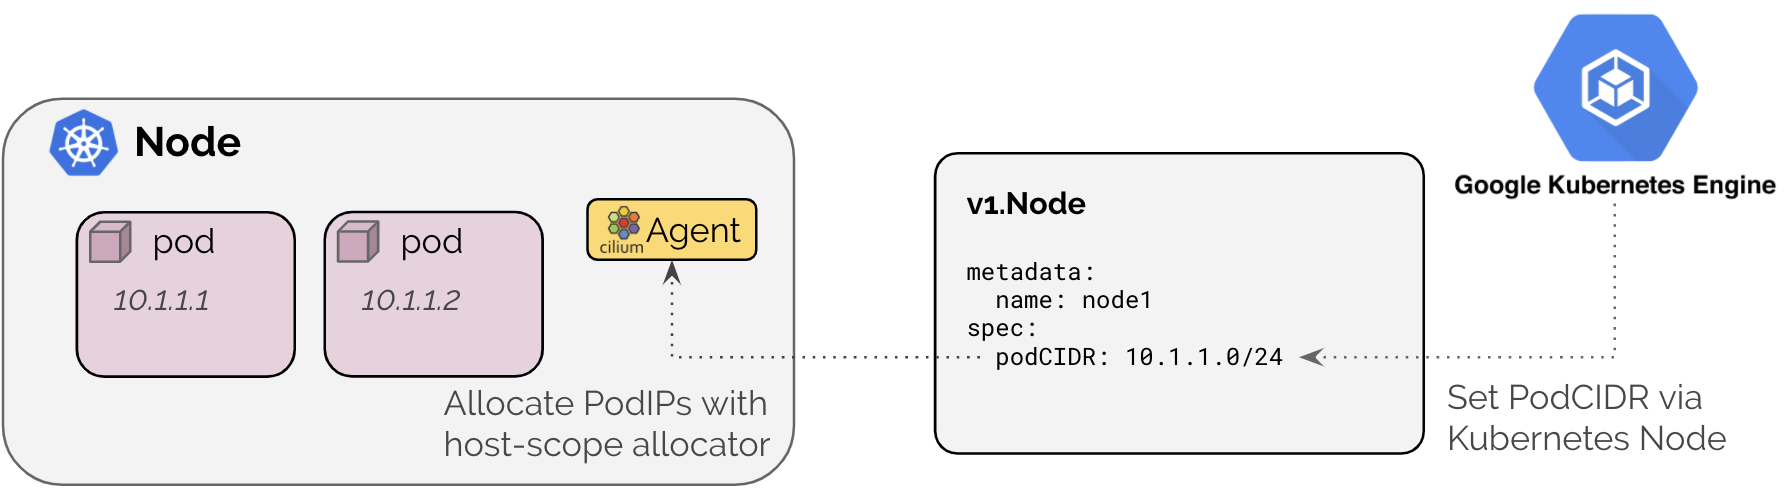 Node
pod
10.1.1.1
pod
10.1.1.2
cilium
Agent
Allocate PodIPs with
host-scope allocator
v1.Node
metadata:
  name: node1
spec:
  podCIDR: 10.1.1.0/24
Google Kubernetes Engine
Set PodCIDR via
Kubernetes Node